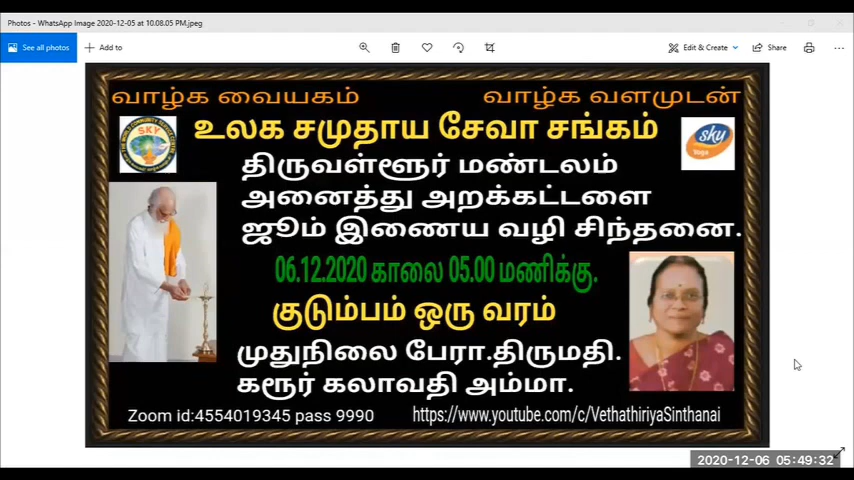 Photos - WhatsApp Image 2020-12-05 at 10.08.05 PM.jpeg
See all photos + Add to Edit & Create Share
வாழ்க வையகம் வாழ்க வளமுடன்
உலக சமுதாய சேவா சங்கம்
SKY
sky
Yoga
திருவள்ளூர் மண்டலம்
அனைத்து அறக்கட்டளை
ஜூம் இணைய வழி சிந்தனை.
06.12.2020 காலை 05.00 மணிக்கு.
குடும்பம் ஒரு வரம்
முதுநிலை பேரா.திருமதி.
கரூர் கலாவதி அம்மா.
Zoom id:4554019345 pass 9990 https://www.youtube.com/c/VethathiriyaSinthanai
2020-12-06 05:49:32